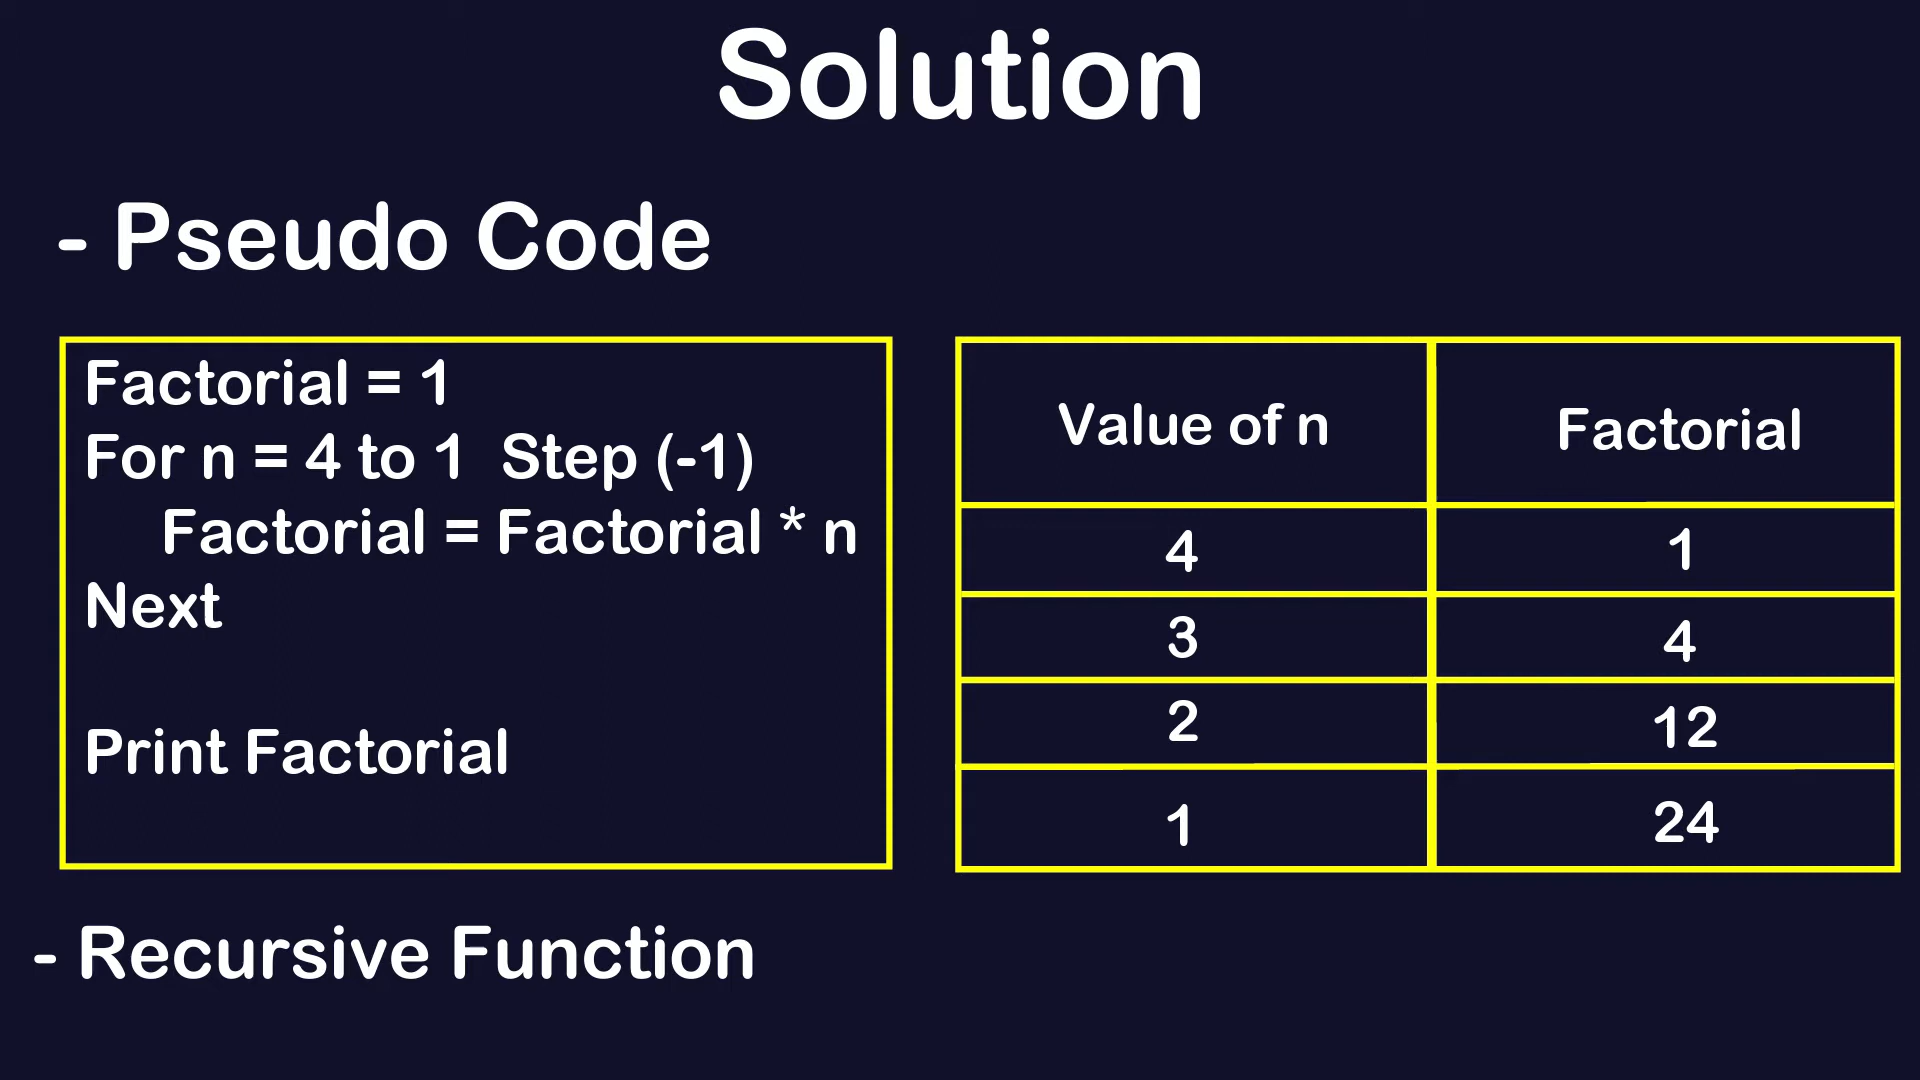 Solution
- Pseudo Code
Factorial = 1
For n = 4 to 1 Step (-1)
Factorial = Factorial * n
Next
Print Factorial
Value of n Factorial
4 1
3 4
2 12
1 24
- Recursive Function